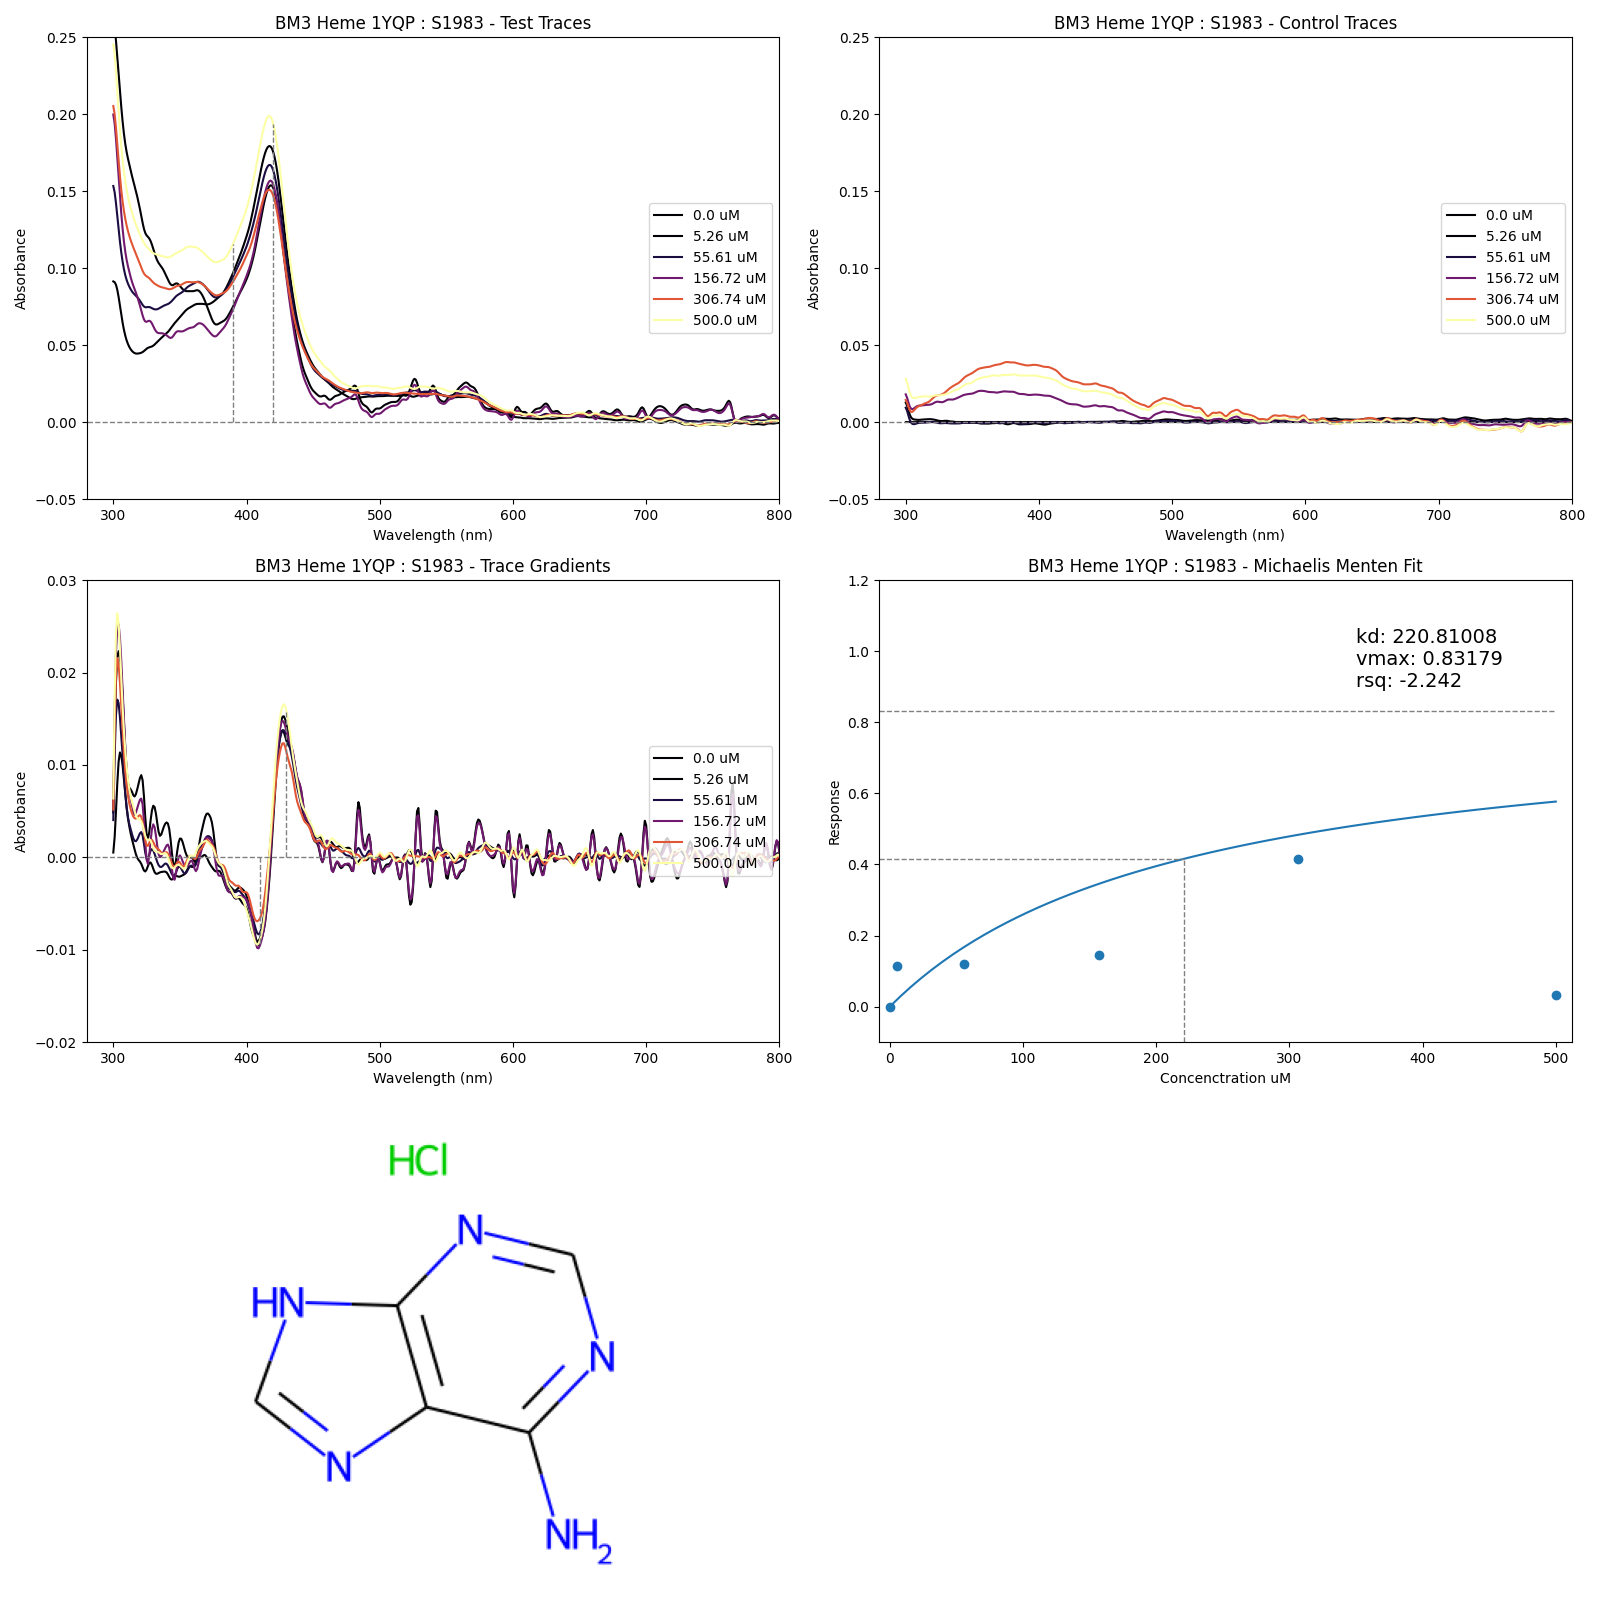 BM3 Heme 1YQP : S1983 - Test Traces
0.25
0.20
0.15
0.10
0.05
0.00
−0.05
Absorbance
300
400
500
600
700
800
Wavelength (nm)
0.0 uM
5.26 uM
55.61 uM
156.72 uM
306.74 uM
500.0 uM
BM3 Heme 1YQP : S1983 - Control Traces
0.25
0.20
0.15
0.10
0.05
0.00
−0.05
Absorbance
300
400
500
600
700
800
Wavelength (nm)
0.0 uM
5.26 uM
55.61 uM
156.72 uM
306.74 uM
500.0 uM
BM3 Heme 1YQP : S1983 - Trace Gradients
0.03
0.02
0.01
0.00
−0.01
−0.02
Absorbance
300
400
500
600
700
800
Wavelength (nm)
0.0 uM
5.26 uM
55.61 uM
156.72 uM
306.74 uM
500.0 uM
BM3 Heme 1YQP : S1983 - Michaelis Menten Fit
1.2
1.0
0.8
0.6
0.4
0.2
0.0
Response
kd: 220.81008
vmax: 0.83179
rsq: -2.242
0
100
200
300
400
500
Concenctration uM
HCl
N
HN
N
N
NH2